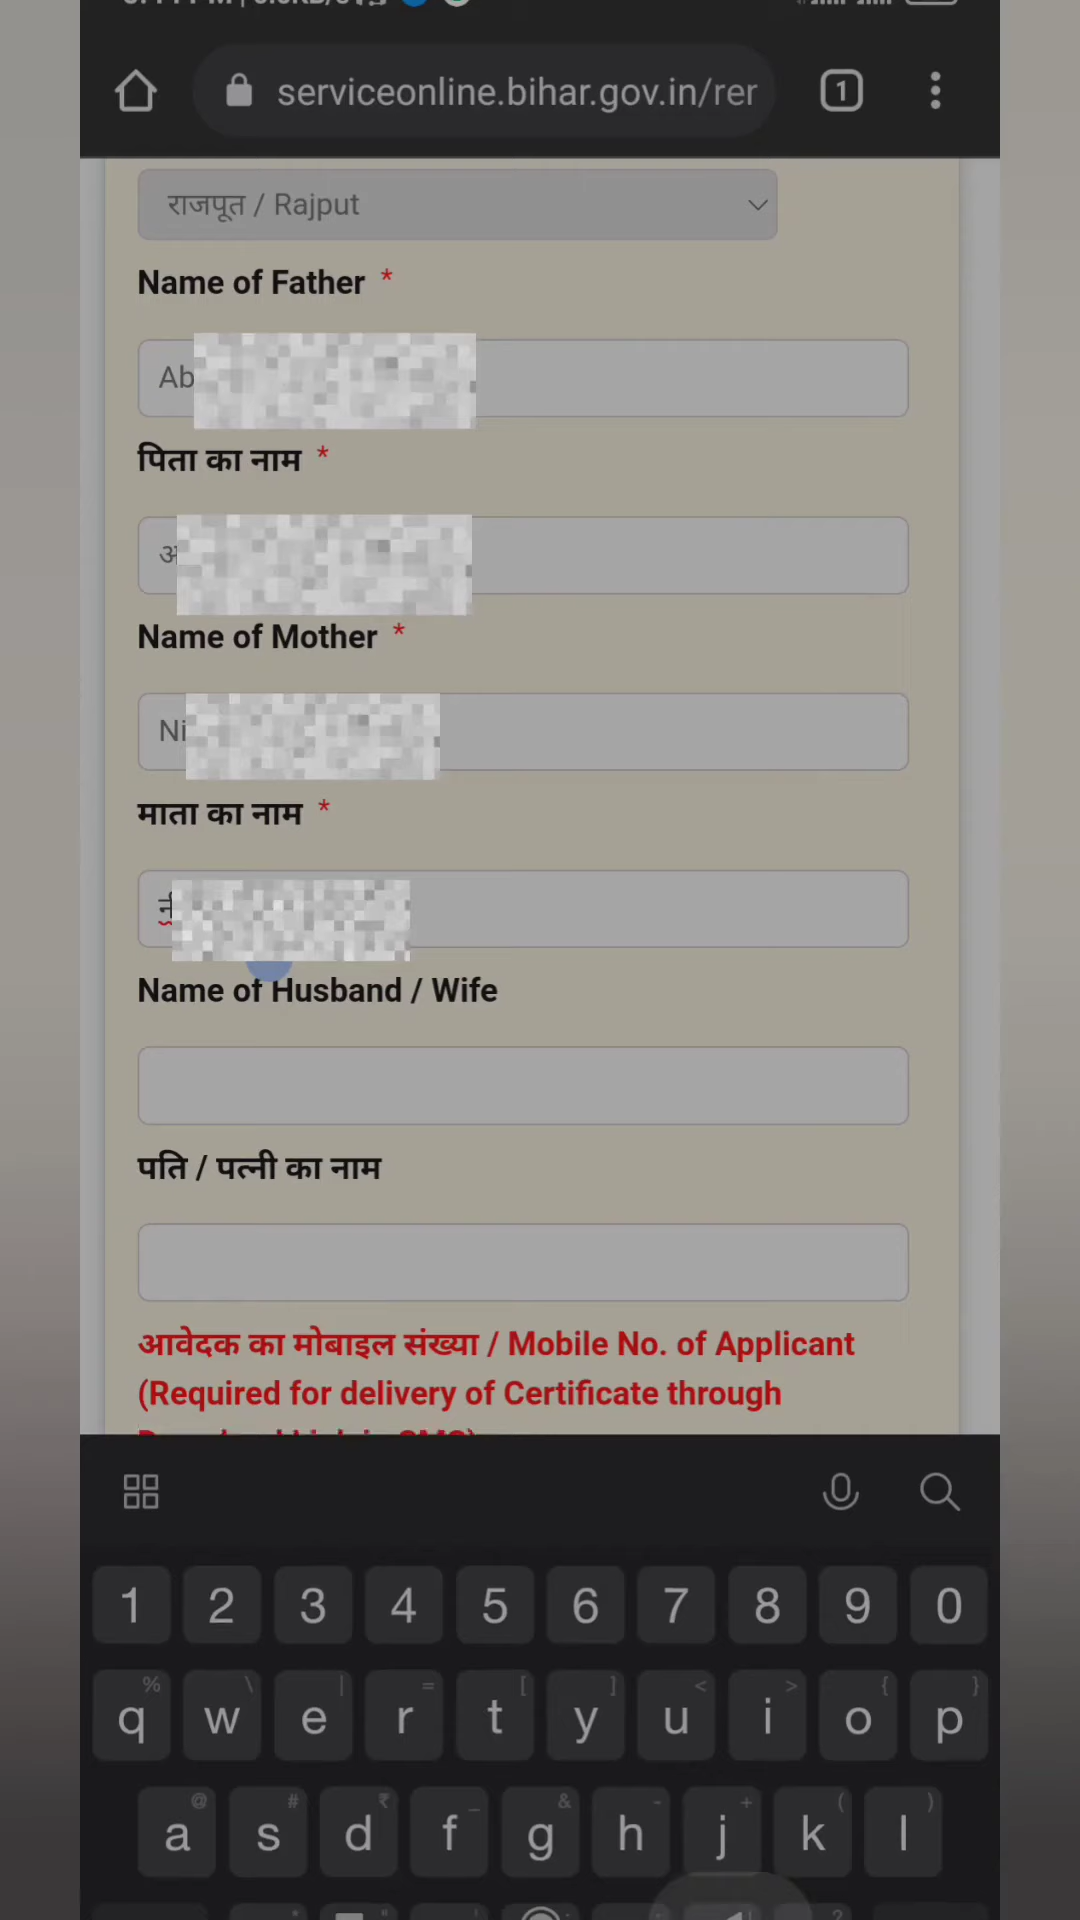 serviceonline.bihar.gov.in/rer
1
राजपूत / Rajput
Name of Father *
Ab
पिता का नाम *
अ
Name of Mother *
Ni
माता का नाम *
नी
Name of Husband / Wife
पति / पत्नी का नाम
आवेदक का मोबाइल संख्या / Mobile No. of Applicant
(Required for delivery of Certificate through
1 2 3 4 5 6 7 8 9 0
% \ | = [ ] < > { }
q w e r t y u i o p
@ # ₹ _ & - + ( )
a s d f g h j k l